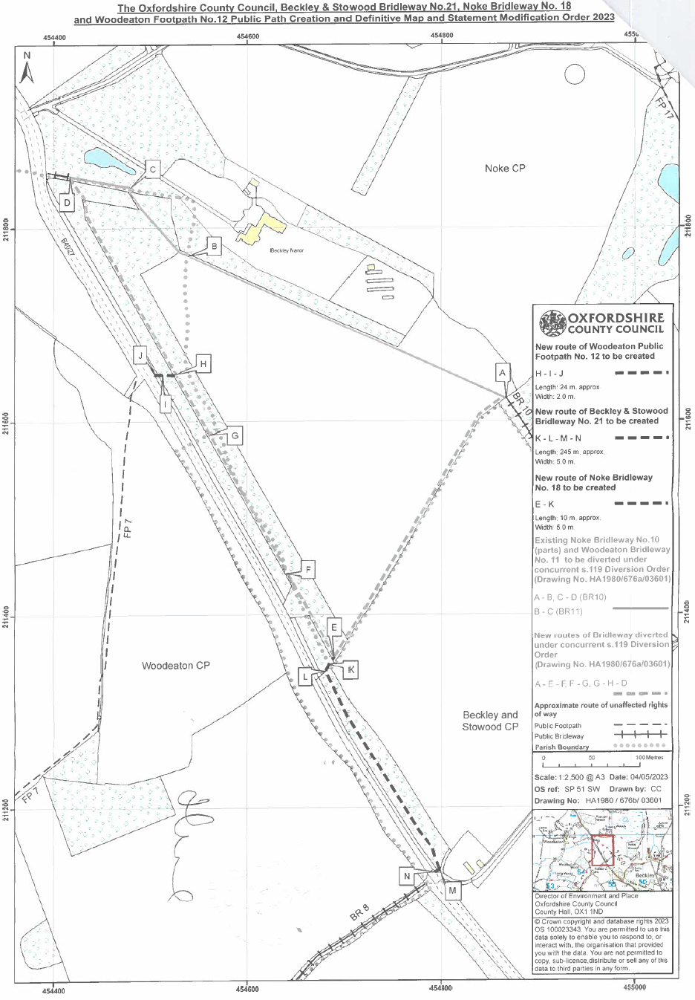 The Oxfordshire County Council, Beckley & Stowood Bridleway No.21, Noke Bridleway No. 18
and Woodeaton Footpath No.12 Public Path Creation and Definitive Map and Statement Modification Order 2023
454400
454600
454800
N
FP 17
Noke CP
C
D
211800
211800
B4027
B
Beckley Manor
J
H
I
A
BR 10
G
211600
211600
FP 7
F
E
K
L
211400
211400
Woodeaton CP
Beckley and
Stowood CP
FP 7
211200
211200
N
M
BR 8
OXFORDSHIRE
COUNTY COUNCIL
New route of Woodeaton Public
Footpath No. 12 to be created
H - I - J
Length: 24 m. approx.
Width: 2.0 m.
New route of Beckley & Stowood
Bridleway No. 21 to be created
K - L - M - N
Length: 245 m. approx.
Width: 5.0 m.
New route of Noke Bridleway
No. 18 to be created
E - K
Length: 10 m. approx.
Width: 5.0 m.
Existing Noke Bridleway No.10
(parts) and Woodeaton Bridleway
No. 11 to be diverted under
concurrent s.119 Diversion Order
(Drawing No. HA1980/676a/03601)
A - B, C - D (BR10)
B - C (BR11)
New routes of Bridleway diverted
under concurrent s.119 Diversion
Order
(Drawing No. HA1980/676a/03601)
A - E - F, F - G, G - H - D
Approximate route of unaffected rights
of way
Public Footpath
Public Bridleway
Parish Boundary
0 50 100 Metres
Scale: 1:2,500 @ A3 Date: 04/05/2023
OS ref: SP 51 SW Drawn by: CC
Drawing No: HA1980 / 676b/ 03601
Woodeaton
Beckley
53
54
55
56
Director of Environment and Place
Oxfordshire County Council
County Hall, OX1 1ND
© Crown copyright and database rights 2023
OS 100023343. You are permitted to use this
data solely to enable you to respond to, or
interact with, the organisation that provided
you with the data. You are not permitted to
copy, sub-licence,distribute or sell any of this
data to third parties in any form.
454400
454600
454800
455000